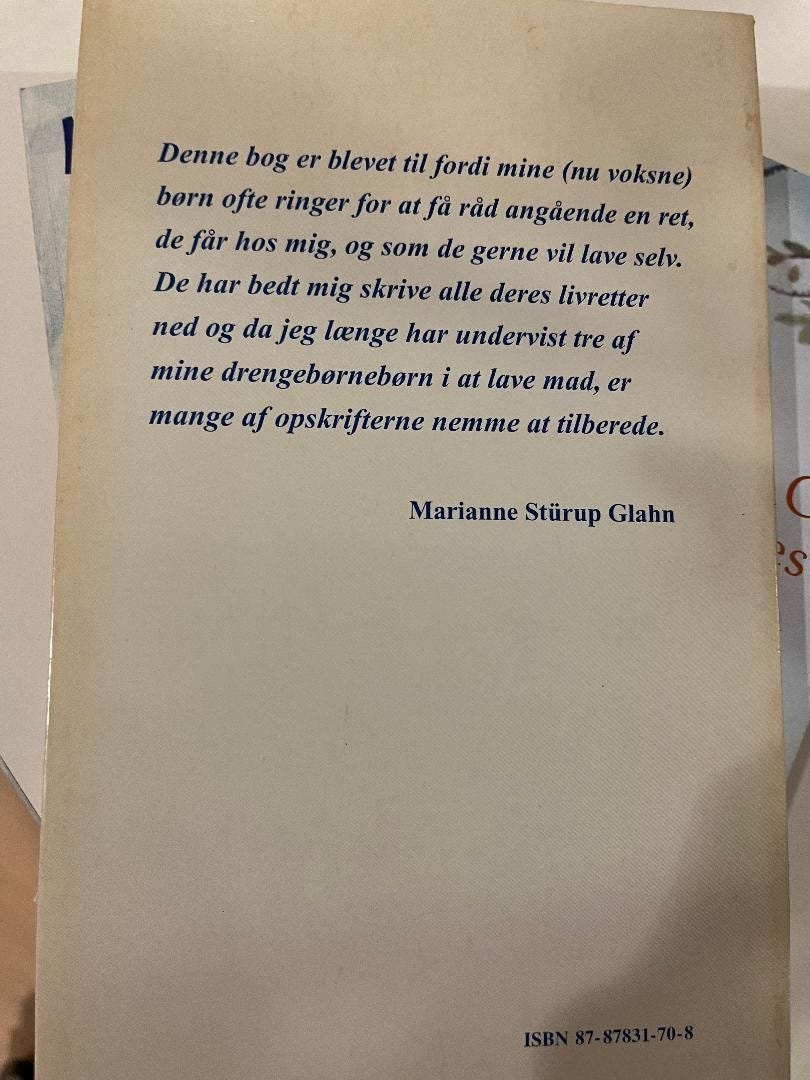 Denne bog er blevet til fordi mine (nu voksne)
børn ofte ringer for at få råd angående en ret,
de får hos mig, og som de gerne vil lave selv.
De har bedt mig skrive alle deres livretter
ned og da jeg længe har undervist tre af
mine drengebørnebørn i at lave mad, er
mange af opskrifterne nemme at tilberede.
Marianne Stürup Glahn
ISBN 87-87831-70-8